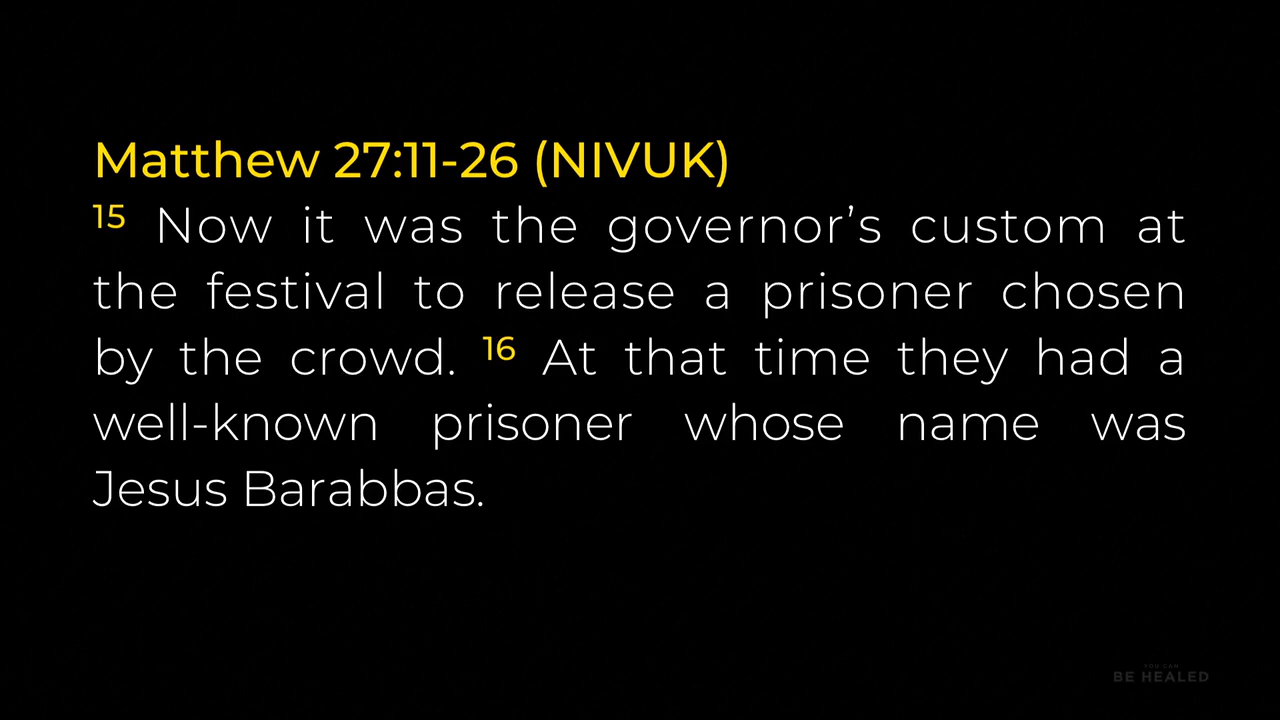 Matthew 27:11-26 (NIVUK)
15 Now it was the governor’s custom at
the festival to release a prisoner chosen
by the crowd. 16 At that time they had a
well-known prisoner whose name was
Jesus Barabbas.
YOU CAN
BE HEALED